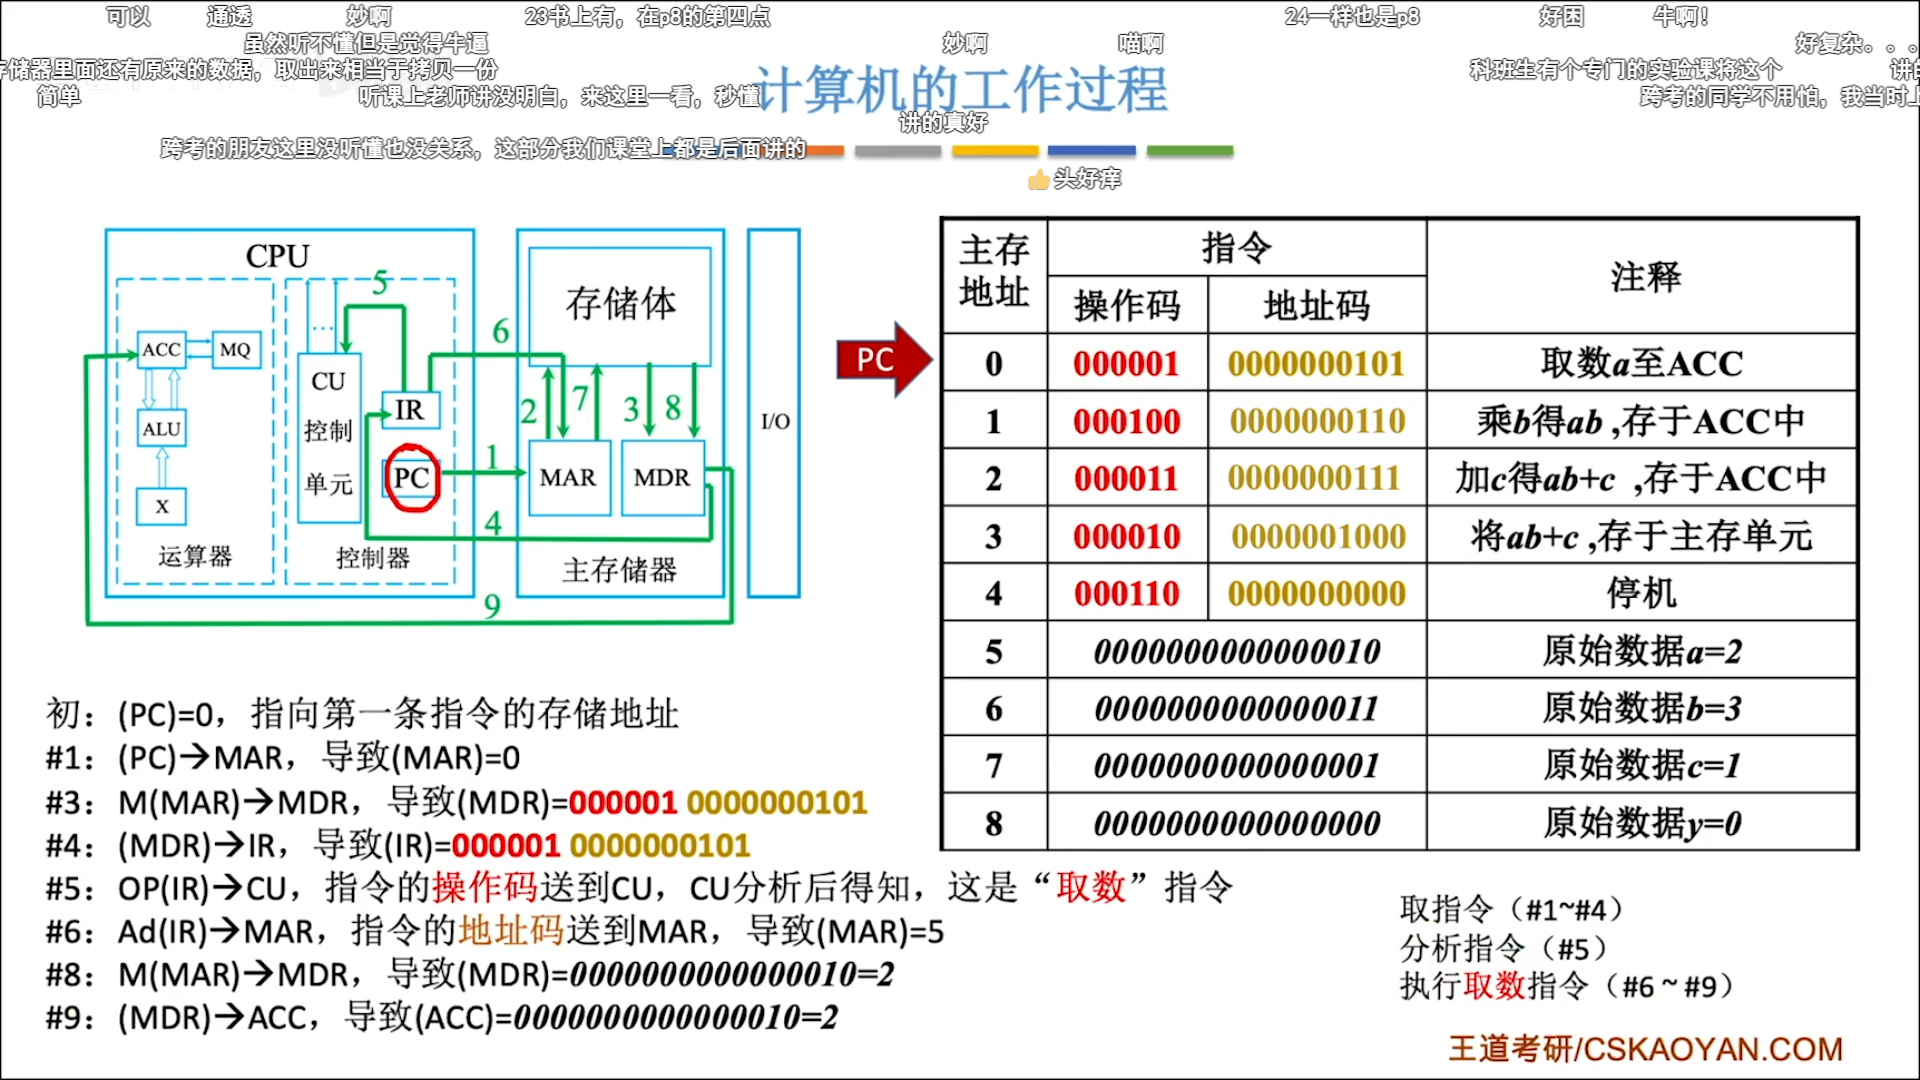 可以 通透 妙啊 23书上有，在p8的第四点 24一样也是p8 好困 牛啊！
虽然听不懂但是觉得牛逼 妙啊 喵啊 好复杂。。。
储器里面还有原来的数据，取出来相当于拷贝一份 科班生有个专门的实验课将这个 讲的
简单 听课上老师讲没明白，来这里一看，秒懂 跨考的同学不用怕，我当时上
计算机的工作过程
讲的真好
跨考的朋友这里没听懂也没关系，这部分我们课堂上都是后面讲的
👍头好痒
CPU
ACC MQ
ALU
X
运算器
...
CU
控制
单元
IR
PC
控制器
存储体
MAR MDR
主存储器
I/O
5
6
2 7 3 8
1
4
9
PC
主存地址 指令 注释
操作码 地址码
0 000001 0000000101 取数a至ACC
1 000100 0000000110 乘b得ab ,存于ACC中
2 000011 0000000111 加c得ab+c ,存于ACC中
3 000010 0000001000 将ab+c ,存于主存单元
4 000110 0000000000 停机
5 0000000000000010 原始数据a=2
6 0000000000000011 原始数据b=3
7 0000000000000001 原始数据c=1
8 0000000000000000 原始数据y=0
初：(PC)=0，指向第一条指令的存储地址
#1：(PC)→MAR，导致(MAR)=0
#3：M(MAR)→MDR，导致(MDR)=000001 0000000101
#4：(MDR)→IR，导致(IR)=000001 0000000101
#5：OP(IR)→CU，指令的操作码送到CU，CU分析后得知，这是“取数”指令
#6：Ad(IR)→MAR，指令的地址码送到MAR，导致(MAR)=5
#8：M(MAR)→MDR，导致(MDR)=0000000000000010=2
#9：(MDR)→ACC，导致(ACC)=0000000000000010=2
取指令（#1~#4）
分析指令（#5）
执行取数指令（#6 ~ #9）
王道考研/CSKAOYAN.COM